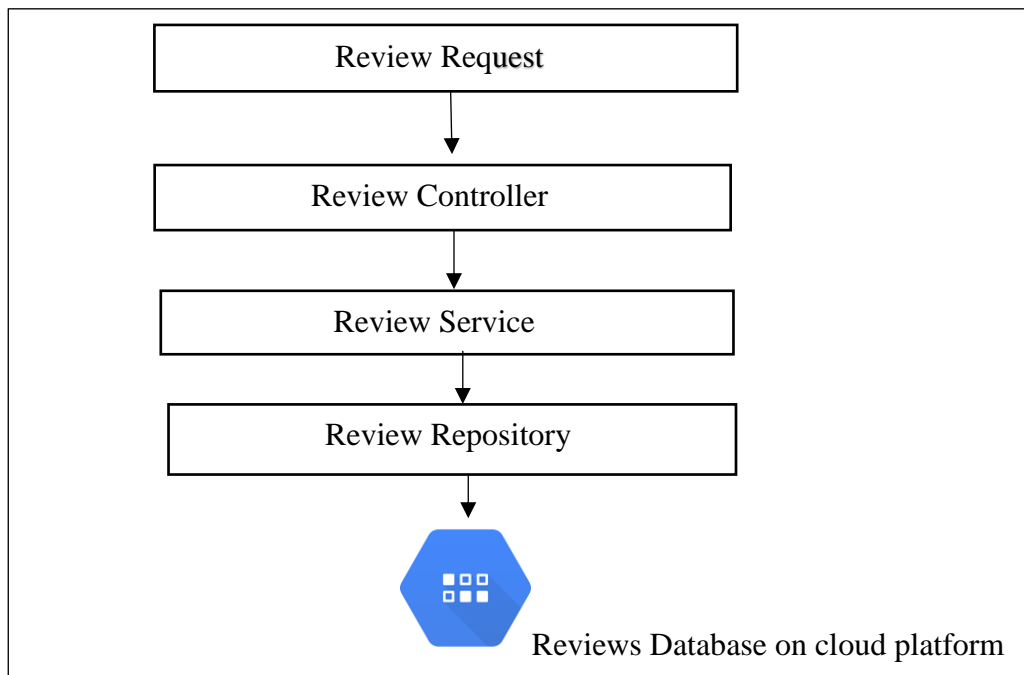 Review Request
Review Controller
Review Service
Review Repository
Reviews Database on cloud platform